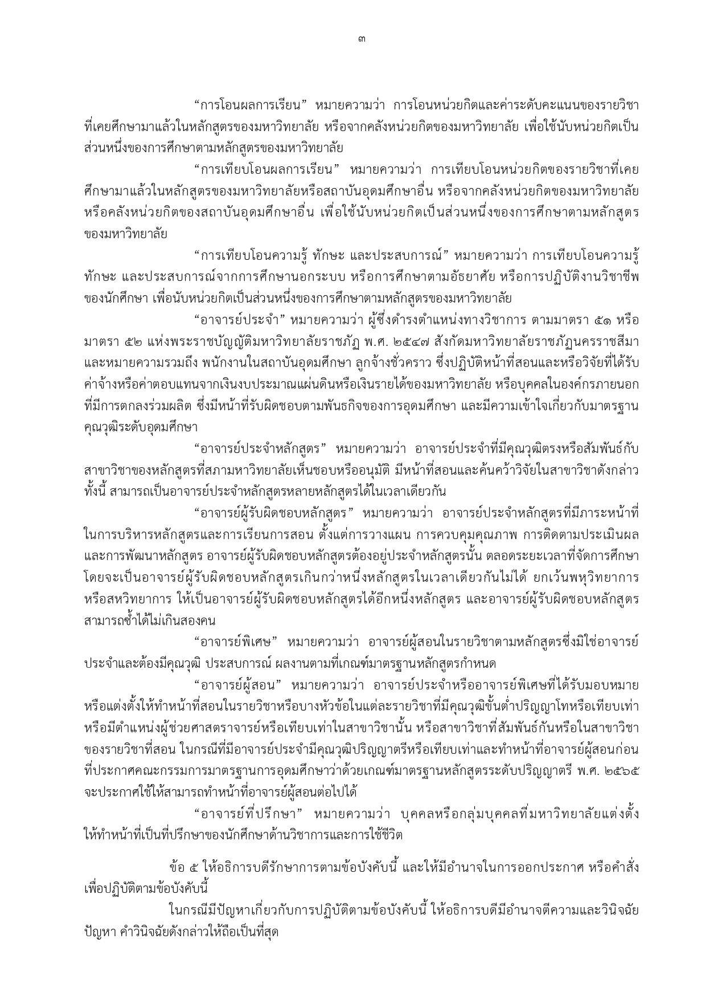 ๓
“การโอนผลการเรียน” หมายความว่า การโอนหน่วยกิตและค่าระดับคะแนนของรายวิชา
ที่เคยศึกษามาแล้วในหลักสูตรของมหาวิทยาลัย หรือจากคลังหน่วยกิตของมหาวิทยาลัย เพื่อใช้นับหน่วยกิตเป็น
ส่วนหนึ่งของการศึกษาตามหลักสูตรของมหาวิทยาลัย
“การเทียบโอนผลการเรียน” หมายความว่า การเทียบโอนหน่วยกิตของรายวิชาที่เคย
ศึกษามาแล้วในหลักสูตรของมหาวิทยาลัยหรือสถาบันอุดมศึกษาอื่น หรือจากคลังหน่วยกิตของมหาวิทยาลัย
หรือคลังหน่วยกิตของสถาบันอุดมศึกษาอื่น เพื่อใช้นับหน่วยกิตเป็นส่วนหนึ่งของการศึกษาตามหลักสูตร
ของมหาวิทยาลัย
“การเทียบโอนความรู้ ทักษะ และประสบการณ์” หมายความว่า การเทียบโอนความรู้
ทักษะ และประสบการณ์จากการศึกษานอกระบบ หรือการศึกษาตามอัธยาศัย หรือการปฏิบัติงานวิชาชีพ
ของนักศึกษา เพื่อนับหน่วยกิตเป็นส่วนหนึ่งของการศึกษาตามหลักสูตรของมหาวิทยาลัย
“อาจารย์ประจำ” หมายความว่า ผู้ซึ่งดำรงตำแหน่งทางวิชาการ ตามมาตรา ๕๑ หรือ
มาตรา ๕๒ แห่งพระราชบัญญัติมหาวิทยาลัยราชภัฏ พ.ศ. ๒๕๔๗ สังกัดมหาวิทยาลัยราชภัฏนครราชสีมา
และหมายความรวมถึง พนักงานในสถาบันอุดมศึกษา ลูกจ้างชั่วคราว ซึ่งปฏิบัติหน้าที่สอนและหรือวิจัยที่ได้รับ
ค่าจ้างหรือค่าตอบแทนจากเงินงบประมาณแผ่นดินหรือเงินรายได้ของมหาวิทยาลัย หรือบุคคลในองค์กรภายนอก
ที่มีการตกลงร่วมผลิต ซึ่งมีหน้าที่รับผิดชอบตามพันธกิจของการอุดมศึกษา และมีความเข้าใจเกี่ยวกับมาตรฐาน
คุณวุฒิระดับอุดมศึกษา
“อาจารย์ประจำหลักสูตร” หมายความว่า อาจารย์ประจำที่มีคุณวุฒิตรงหรือสัมพันธ์กับ
สาขาวิชาของหลักสูตรที่สภามหาวิทยาลัยเห็นชอบหรืออนุมัติ มีหน้าที่สอนและค้นคว้าวิจัยในสาขาวิชาดังกล่าว
ทั้งนี้ สามารถเป็นอาจารย์ประจำหลักสูตรหลายหลักสูตรได้ในเวลาเดียวกัน
“อาจารย์ผู้รับผิดชอบหลักสูตร” หมายความว่า อาจารย์ประจำหลักสูตรที่มีภาระหน้าที่
ในการบริหารหลักสูตรและการเรียนการสอน ตั้งแต่การวางแผน การควบคุมคุณภาพ การติดตามประเมินผล
และการพัฒนาหลักสูตร อาจารย์ผู้รับผิดชอบหลักสูตรต้องอยู่ประจำหลักสูตรนั้น ตลอดระยะเวลาที่จัดการศึกษา
โดยจะเป็นอาจารย์ผู้รับผิดชอบหลักสูตรเกินกว่าหนึ่งหลักสูตรในเวลาเดียวกันไม่ได้ ยกเว้นพหุวิทยาการ
หรือสหวิทยาการ ให้เป็นอาจารย์ผู้รับผิดชอบหลักสูตรได้อีกหนึ่งหลักสูตร และอาจารย์ผู้รับผิดชอบหลักสูตร
สามารถซ้ำได้ไม่เกินสองคน
“อาจารย์พิเศษ” หมายความว่า อาจารย์ผู้สอนในรายวิชาตามหลักสูตรซึ่งมิใช่อาจารย์
ประจำและต้องมีคุณวุฒิ ประสบการณ์ ผลงานตามที่เกณฑ์มาตรฐานหลักสูตรกำหนด
“อาจารย์ผู้สอน” หมายความว่า อาจารย์ประจำหรืออาจารย์พิเศษที่ได้รับมอบหมาย
หรือแต่งตั้งให้ทำหน้าที่สอนในรายวิชาหรือบางหัวข้อในแต่ละรายวิชาที่มีคุณวุฒิขั้นต่ำปริญญาโทหรือเทียบเท่า
หรือมีตำแหน่งผู้ช่วยศาสตราจารย์หรือเทียบเท่าในสาขาวิชานั้น หรือสาขาวิชาที่สัมพันธ์กันหรือในสาขาวิชา
ของรายวิชาที่สอน ในกรณีที่มีอาจารย์ประจำมีคุณวุฒิปริญญาตรีหรือเทียบเท่าและทำหน้าที่อาจารย์ผู้สอนก่อน
ที่ประกาศคณะกรรมการมาตรฐานการอุดมศึกษาว่าด้วยเกณฑ์มาตรฐานหลักสูตรระดับปริญญาตรี พ.ศ. ๒๕๖๕
จะประกาศใช้ให้สามารถทำหน้าที่อาจารย์ผู้สอนต่อไปได้
“อาจารย์ที่ปรึกษา” หมายความว่า บุคคลหรือกลุ่มบุคคลที่มหาวิทยาลัยแต่งตั้ง
ให้ทำหน้าที่เป็นที่ปรึกษาของนักศึกษาด้านวิชาการและการใช้ชีวิต
ข้อ ๕ ให้อธิการบดีรักษาการตามข้อบังคับนี้ และให้มีอำนาจในการออกประกาศ หรือคำสั่ง
เพื่อปฏิบัติตามข้อบังคับนี้
ในกรณีมีปัญหาเกี่ยวกับการปฏิบัติตามข้อบังคับนี้ ให้อธิการบดีมีอำนาจตีความและวินิจฉัย
ปัญหา คำวินิจฉัยดังกล่าวให้ถือเป็นที่สุด